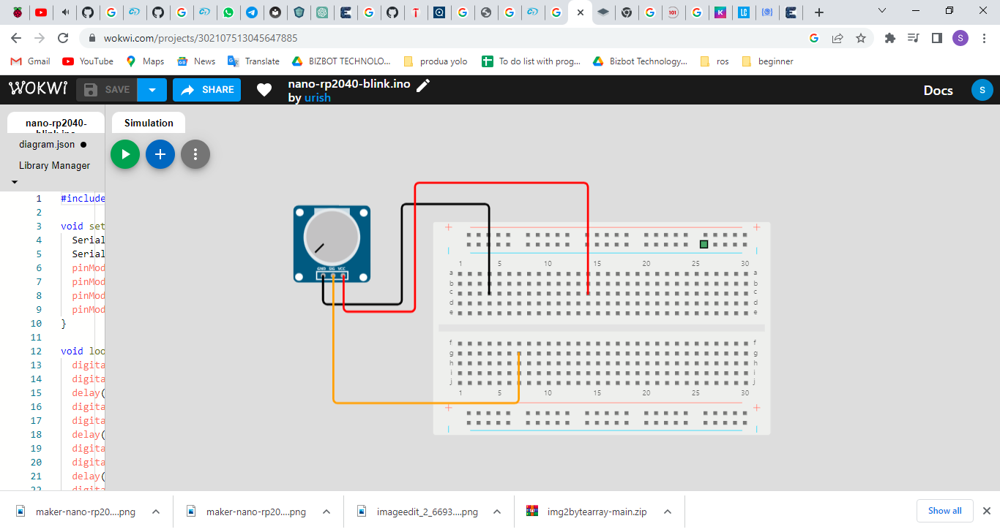 101
K
LC
wokwi.com/projects/302107513045647885
S
Gmail
YouTube
Maps
News
Translate
BIZBOT TECHNOLO...
produa yolo
To do list with prog...
Bizbot Technology...
ros
beginner
WOKWI
SAVE
SHARE
nano-rp2040-blink.ino
by urish
Docs
S
nano-rp2040-
blink.ino
Simulation
diagram.json
Library Manager
1 #include
2
3 void set
4 Serial
5 Serial
6 pinMod
7 pinMod
8 pinMod
9 pinMod
10 }
11
12 void loo
13 digita
14 digita
15 delay(
16 digita
17 digita
18 delay(
19 digita
20 digita
21 delay(
22 digita
GND SIG VCC
+ +
| |
1 5 10 15 20 25 30
a a
b b
c c
d d
e e
f f
g g
h h
i i
j j
1 5 10 15 20 25 30
+ +
| |
maker-nano-rp20....png
maker-nano-rp20....png
imageedit_2_6693....png
img2bytearray-main.zip
Show all